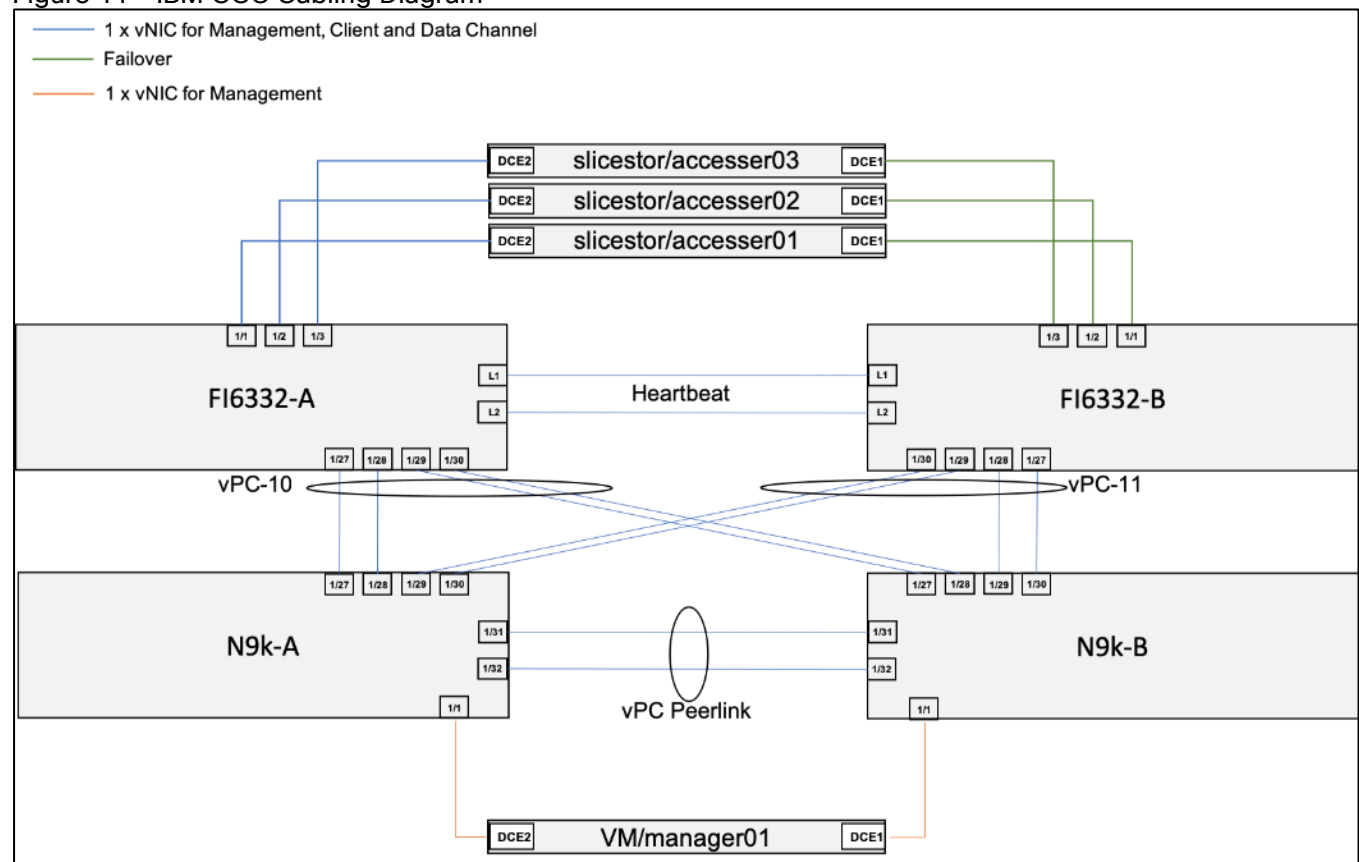 1 x vNIC for Management, Client and Data Channel
Failover
1 x vNIC for Management
DCE2 slicestor/accesser03 DCE1
DCE2 slicestor/accesser02 DCE1
DCE2 slicestor/accesser01 DCE1
1/1 1/2 1/3 1/3 1/2 1/1
L1 L1
FI6332-A Heartbeat FI6332-B
L2 L2
1/27 1/28 1/29 1/30 1/30 1/29 1/28 1/27
vPC-10 vPC-11
1/27 1/28 1/29 1/30 1/27 1/28 1/29 1/30
1/31 1/31
N9k-A N9k-B
1/32 1/32
1/1 vPC Peerlink 1/1
DCE2 VM/manager01 DCE1